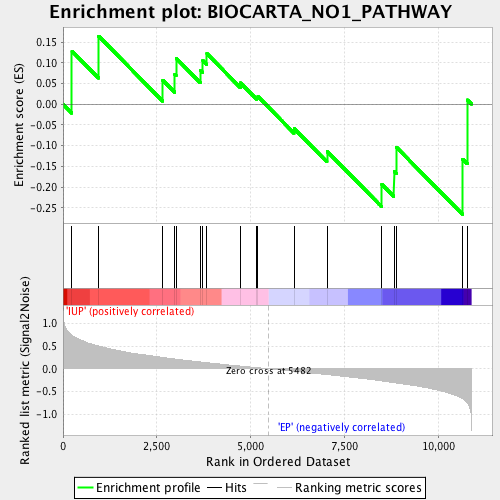 Enrichment plot: BIOCARTA_NO1_PATHWAY
Enrichment score (ES)
0.15
0.10
0.05
0.00
-0.05
-0.10
-0.15
-0.20
-0.25
'IUP' (positively correlated)
Ranked list metric (Signal2Noise)
1.0
0.5
0.0
-0.5
-1.0
Zero cross at 5482
'EP' (negatively correlated)
0
2,500
5,000
7,500
10,000
Rank in Ordered Dataset
Enrichment profile
Hits
Ranking metric scores